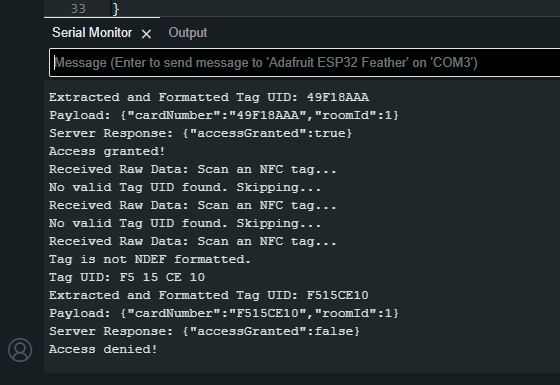 33 }
Serial Monitor × Output
Message (Enter to send message to 'Adafruit ESP32 Feather' on 'COM3')
Extracted and Formatted Tag UID: 49F18AAA
Payload: {"cardNumber":"49F18AAA","roomId":1}
Server Response: {"accessGranted":true}
Access granted!
Received Raw Data: Scan an NFC tag...
No valid Tag UID found. Skipping...
Received Raw Data: Scan an NFC tag...
No valid Tag UID found. Skipping...
Received Raw Data: Scan an NFC tag...
Tag is not NDEF formatted.
Tag UID: F5 15 CE 10
Extracted and Formatted Tag UID: F515CE10
Payload: {"cardNumber":"F515CE10","roomId":1}
Server Response: {"accessGranted":false}
Access denied!